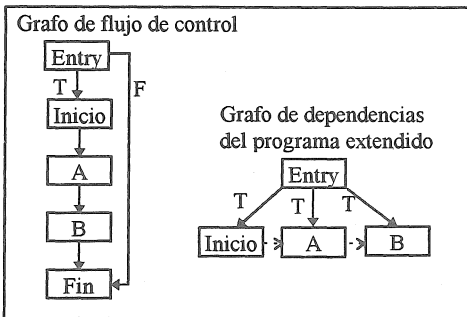 Grafo de flujo de control
Entry
T
F
Inicio
A
B
Fin
Grafo de dependencias
del programa extendido
Entry
T
T
T
Inicio
A
B